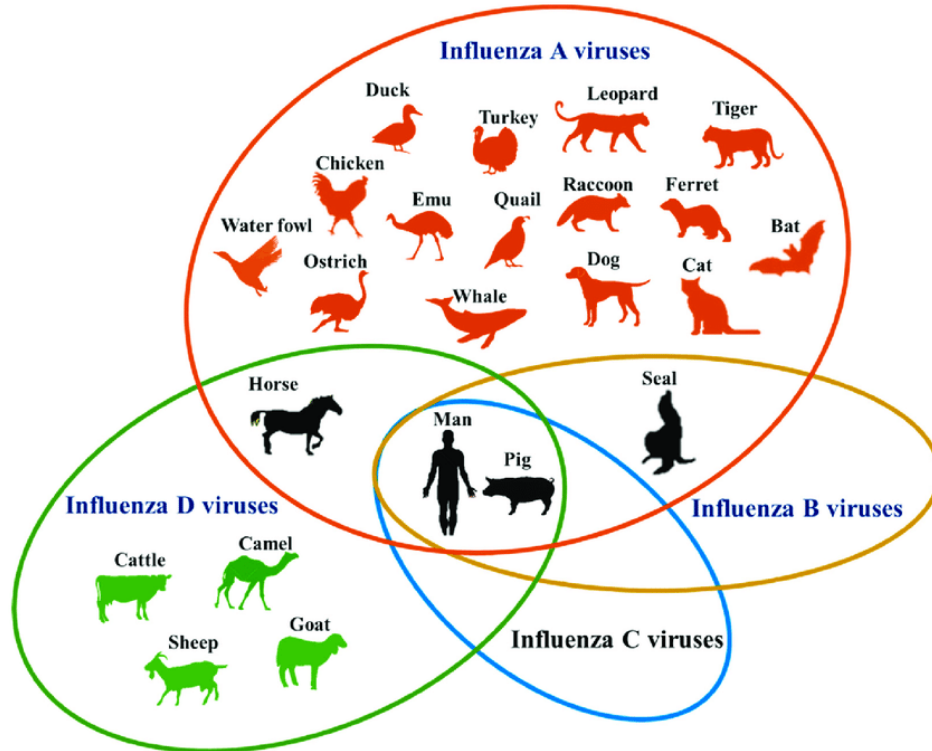 Influenza A viruses
Duck
Leopard
Turkey
Tiger
Chicken
Emu
Quail
Raccoon
Ferret
Water fowl
Bat
Ostrich
Whale
Dog
Cat
Horse
Seal
Man
Pig
Influenza D viruses
Influenza B viruses
Cattle
Camel
Sheep
Goat
Influenza C viruses